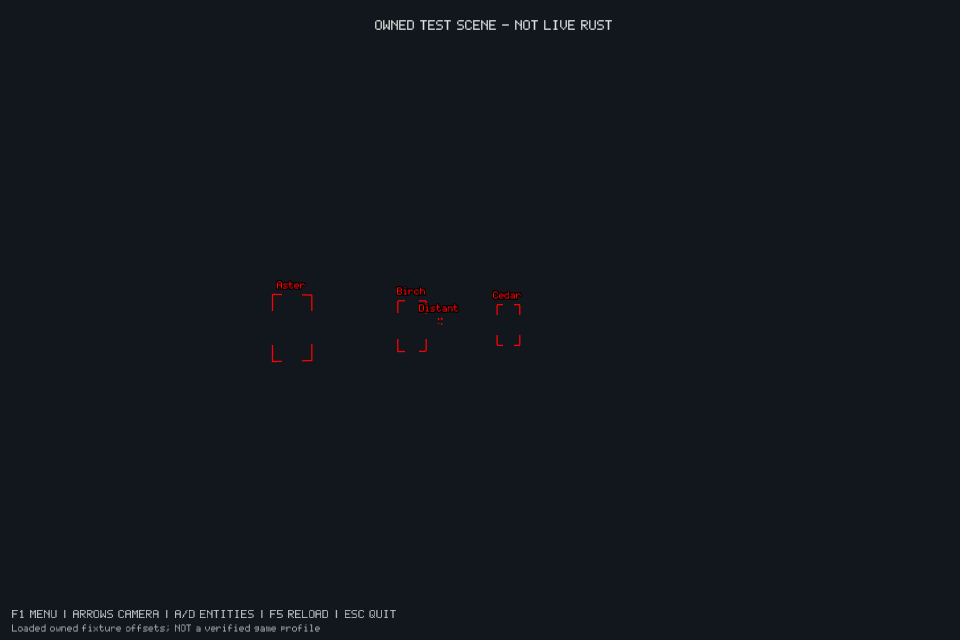 OWNED TEST SCENE - NOT LIVE RUST
Aster
Birch
Distant
Cedar
F1 MENU | ARROWS CAMERA | A/D ENTITIES | F5 RELOAD | ESC QUIT
Loaded owned fixture offsets; NOT a verified game profile